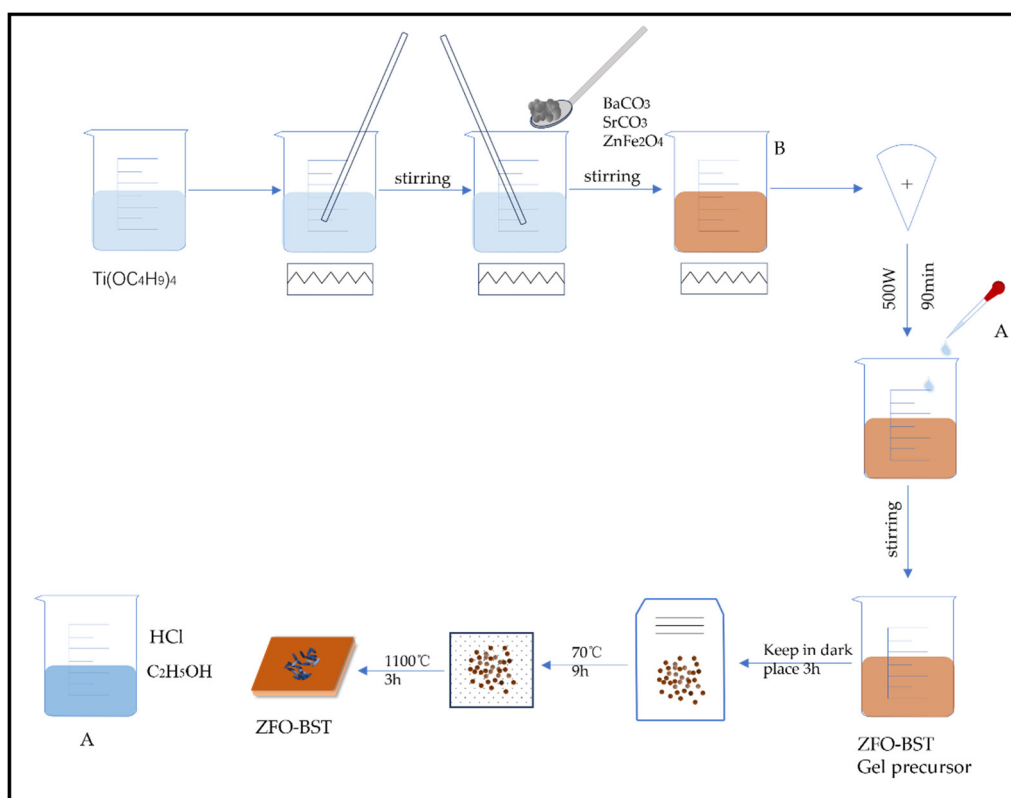 BaCO3
SrCO3
ZnFe2O4
B
stirring
stirring
+
Ti(OC4H9)4
500W
90min
A
stirring
HCl
C2H5OH
A
ZFO-BST
1100℃
3h
70℃
9h
Keep in dark
place 3h
ZFO-BST
Gel precursor